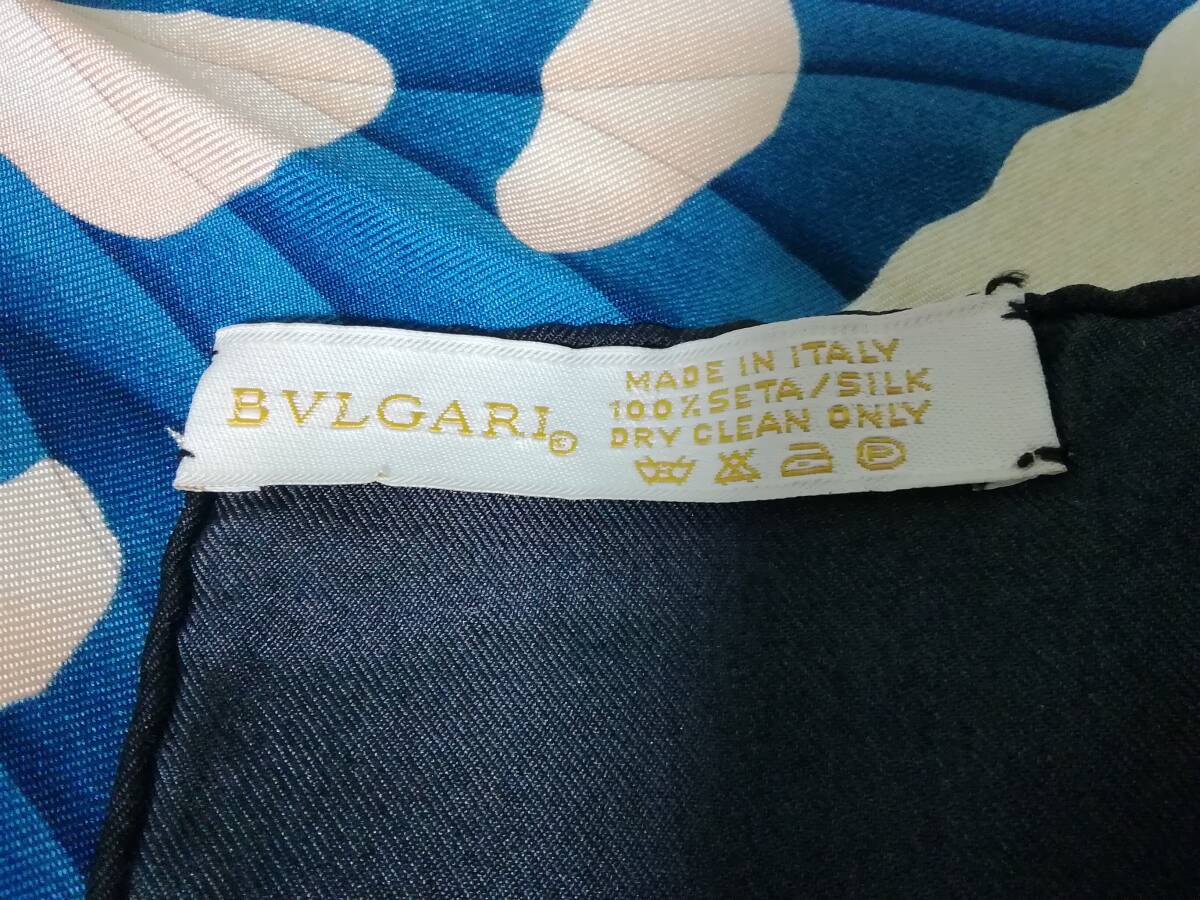 BVLGARI®
MADE IN ITALY
100% SETA/SILK
DRY CLEAN ONLY
P